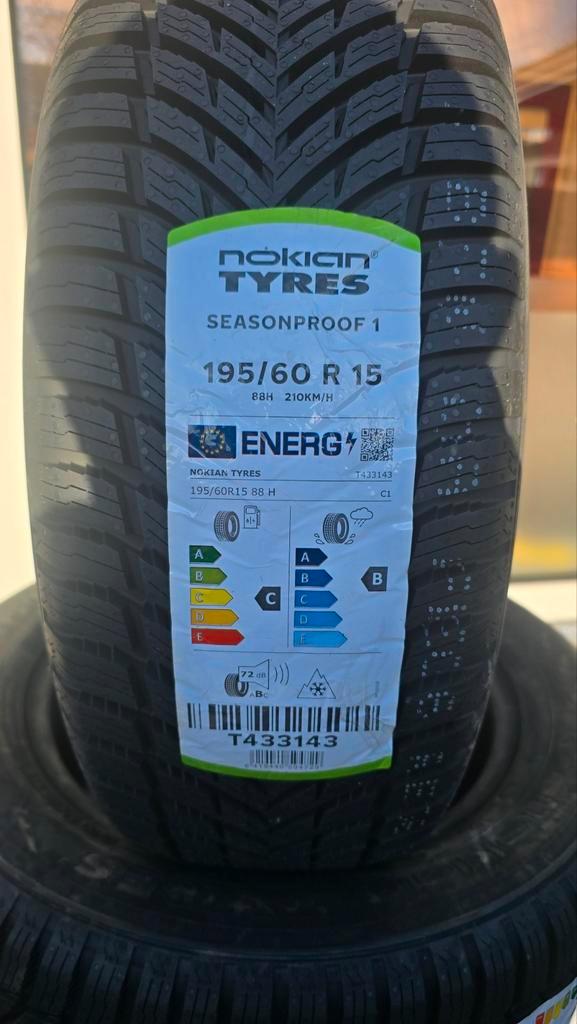 nokian®
TYRES
SEASONPROOF 1
195/60 R 15
88H 210KM/H
ENERG
NOKIAN TYRES T433143
195/60R15 88 H C1
A A
B B B
C C C
D D
E E
72 dB
ABC
T433143